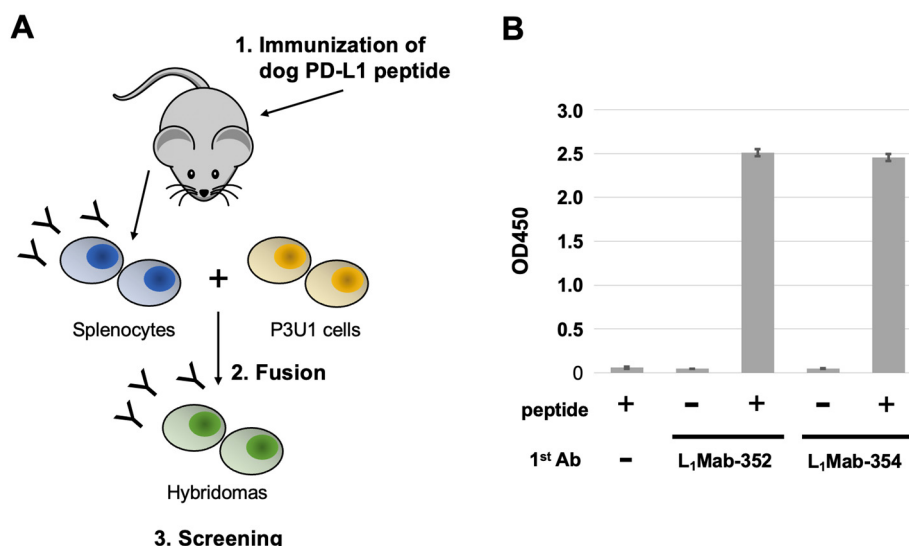 A
1. Immunization of
dog PD-L1 peptide
+
Splenocytes
P3U1 cells
2. Fusion
Hybridomas
3. Screening
B
3.0
2.5
2.0
1.5
1.0
0.5
0
OD450
peptide + − + − +
1st Ab − L₁Mab-352 L₁Mab-354